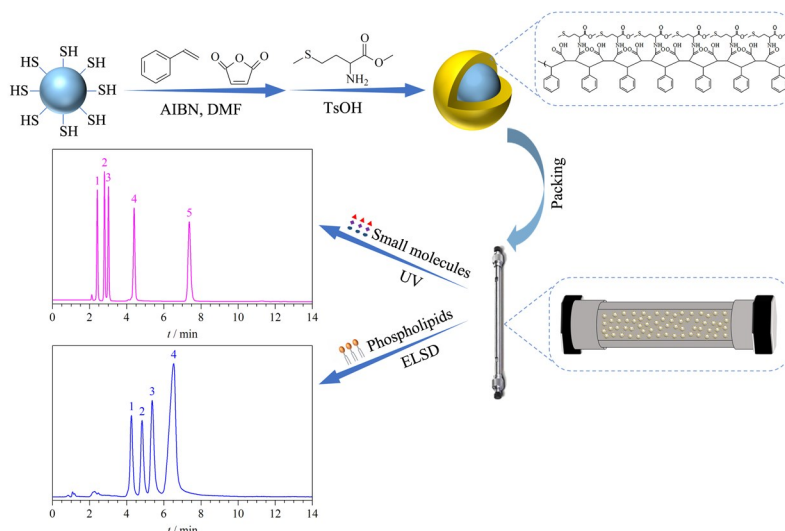 SH
SH
SH
HS
SH
HS
HS
SH
SH
O
O
O
AIBN, DMF
S
O
O
NH₂
TsOH
Packing
1
2
3
4
5
0 2 4 6 8 10 12 14
t / min
Small molecules
UV
Phospholipids
ELSD
1
2
3
4
0 2 4 6 8 10 12 14
t / min